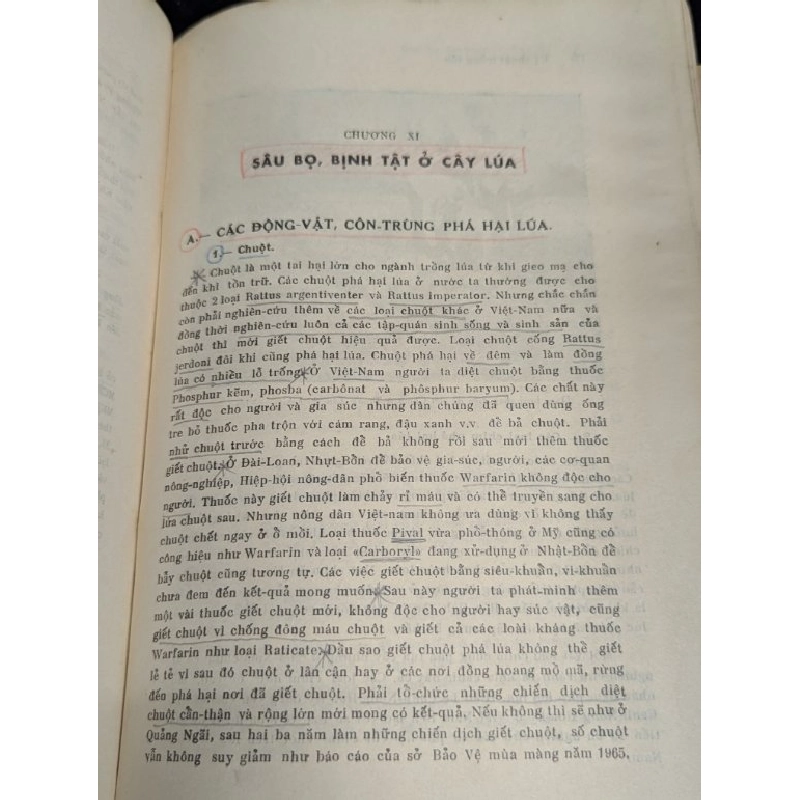 CHƯƠNG XI
SÂU BỌ, BỊNH TẬT Ở CÂY LÚA
A.— CÁC ĐỘNG-VẬT, CÔN-TRÙNG PHÁ HẠI LÚA.
1.— Chuột.
Chuột là một tai hại lớn cho ngành trồng lúa từ khi gieo mạ cho
đến khi tồn trữ. Các chuột phá hại lúa ở nước ta thường được cho
thuộc 2 loại Rattus argentiventer và Rattus Imperator. Nhưng chắc chắn
còn phải nghiên-cứu thêm về các loại chuột khác ở Việt-Nam nữa và
đồng thời nghiên-cứu luôn cả các tập-quán sinh sống và sinh sản của
chuột thì mới giết chuột hiệu quả được. Loại chuột cống Rattus
jerdoni đôi khi cũng phá hại lúa. Chuột phá hại về đêm và làm đồng
lúa có nhiều lỗ trống. Ở Việt-Nam người ta diệt chuột bằng thuốc
Phosphur kẽm, phosba (carbônat và phôsphur baryum). Các chất này
rất độc cho người và gia súc nhưng dân chúng đã quen dùng ống
tre bỏ thuốc pha trộn với cám rang, đậu xanh v.v. để bả chuột. Phải
nhử chuột trước bằng cách để bả không rồi sau mới thêm thuốc
giết chuột. Ở Đài-Loan, Nhựt-Bồn để bảo vệ gia-súc, người, các cơ-quan
nông-nghiệp, Hiệp-hội nông-dân phổ biến thuốc Warfarin không độc cho
người. Thuốc này giết chuột làm chảy rỉ máu và có thể truyền sang cho
lứa chuột sau. Nhưng nông dân Việt-nam không ưa dùng vì không thấy
chuột chết ngay ở ổ mồi. Loại thuốc Pival vừa phổ-thông ở Mỹ cũng có
công hiệu như Warfarin và loại «Carboryl» đang xử-dụng ở Nhật-Bồn để
bẫy chuột cũng tương tự. Các việc giết chuột bằng siêu-khuẩn, vi-khuẩn
chưa đem đến kết-quả mong muốn. Sau này người ta phát-minh thêm
một vài thuốc giết chuột mới, không độc cho người hay súc vật, cũng
giết chuột vì chống đông máu chuột và giết cả các loài kháng thuốc
Warfarin như loại Raticate. Dầu sao giết chuột phá lúa không thể giết
lẻ tẻ vì sau đó chuột ở lân cận hay ở các nơi đồng hoang mồ mã, rừng
đến phá hại nơi đã giết chuột. Phải tổ-chức những chiến dịch diệt
chuột cẩn-thận và rộng lớn mới mong có kết-quả. Nếu không thì sẽ như ở
Quảng Ngãi, sau hai ba năm làm những chiến dịch giết chuột, số chuột
vẫn không suy giảm như báo cáo của sở Bảo Vệ mùa màng năm 1965.